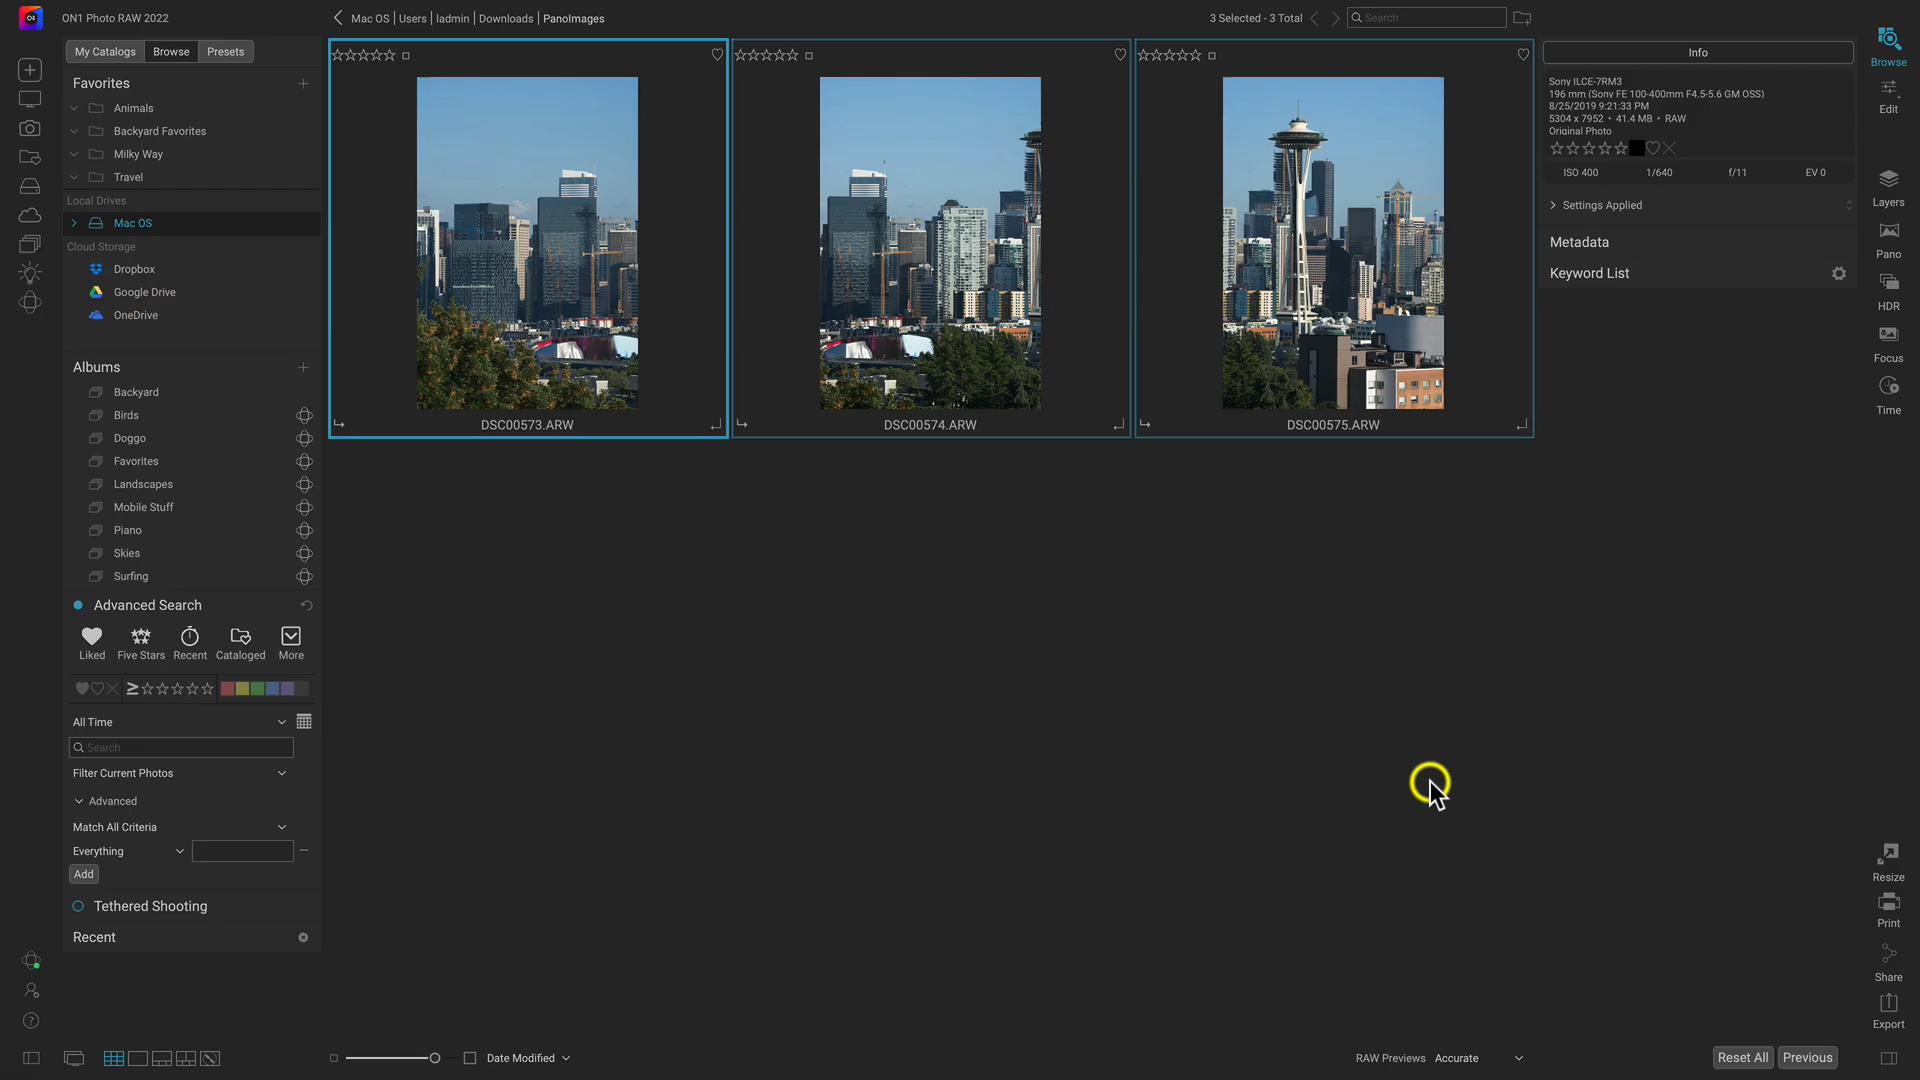 ON1 Photo RAW 2022
Mac OS | Users | ladmin | Downloads | PanoImages
3 Selected - 3 Total
Search
My Catalogs
Browse
Presets
Favorites
Animals
Backyard Favorites
Milky Way
Travel
Local Drives
Mac OS
Cloud Storage
Dropbox
Google Drive
OneDrive
Albums
Backyard
Birds
Doggo
Favorites
Landscapes
Mobile Stuff
Piano
Skies
Surfing
Advanced Search
Liked
Five Stars
Recent
Cataloged
More
All Time
Search
Filter Current Photos
Advanced
Match All Criteria
Everything
Add
Tethered Shooting
Recent
DSC00573.ARW
DSC00574.ARW
DSC00575.ARW
Date Modified
RAW Previews Accurate
Reset All
Previous
Info
Sony ILCE-7RM3
196 mm (Sony FE 100-400mm F4.5-5.6 GM OSS)
8/25/2019 9:21:33 PM
5304 x 7952 • 41.4 MB • RAW
Original Photo
ISO 400
1/640
f/11
EV 0
Settings Applied
Metadata
Keyword List
Browse
Edit
Layers
Pano
HDR
Focus
Time
Resize
Print
Share
Export